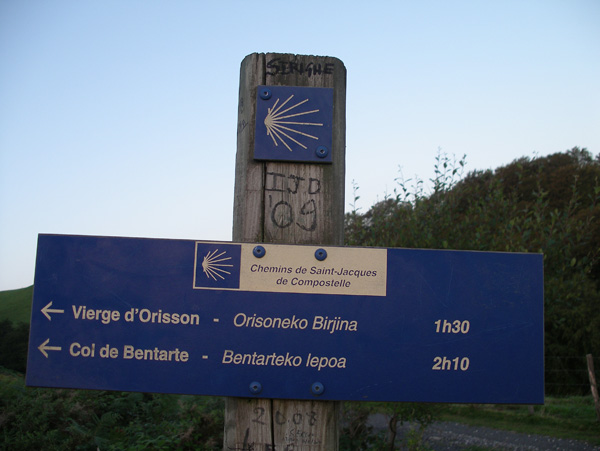 STRIGHE
IJD
'09
Chemins de Saint-Jacques
de Compostelle
← Vierge d'Orisson - Orisoneko Birjina 1h30
← Col de Bentarte - Bentarteko lepoa 2h10
2008